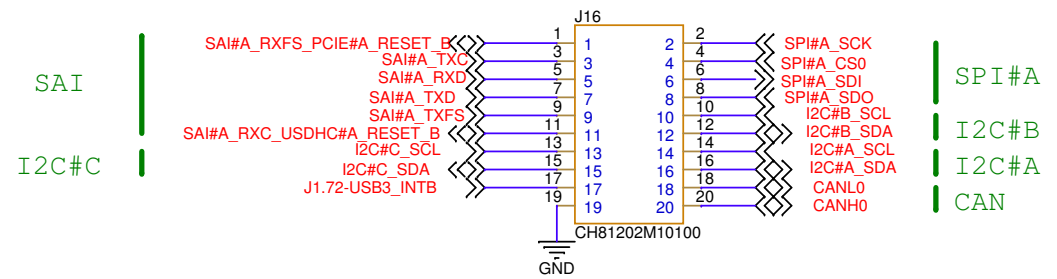 J16
SAI#A_RXFS_PCIE#A_RESET_B 1 1 2 2 SPI#A_SCK
SAI#A_TXC 3 3 4 4 SPI#A_CS0
SAI#A_RXD 5 5 6 6 SPI#A_SDI
SAI#A_TXD 7 7 8 8 SPI#A_SDO
SAI#A_TXFS 9 9 10 10 I2C#B_SCL
SAI#A_RXC_USDHC#A_RESET_B 11 11 12 12 I2C#B_SDA
I2C#C_SCL 13 13 14 14 I2C#A_SCL
I2C#C_SDA 15 15 16 16 I2C#A_SDA
J1.72-USB3_INTB 17 17 18 18 CANL0
19 19 20 20 CANH0
CH81202M10100
GND
SAI
I2C#C
SPI#A
I2C#B
I2C#A
CAN